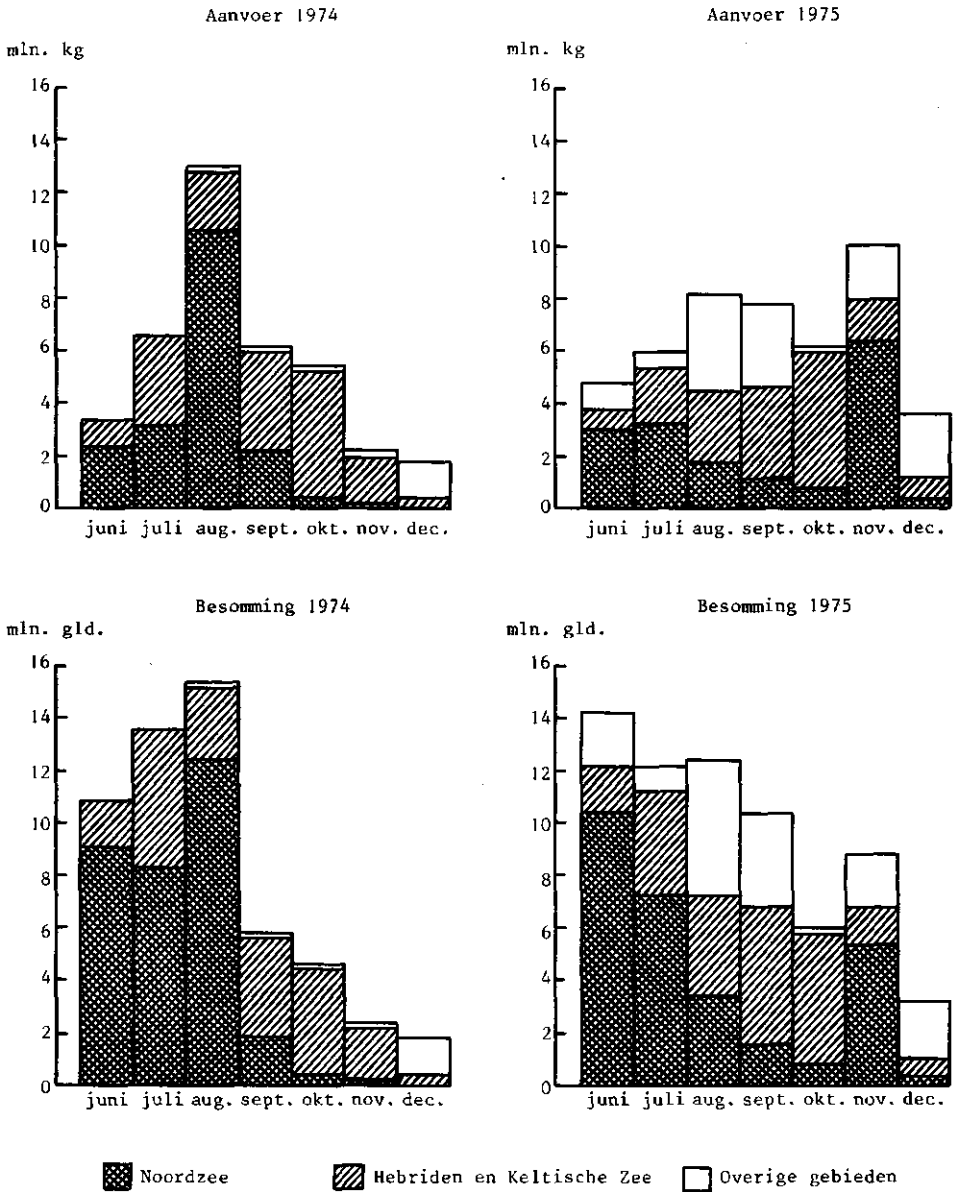 Aanvoer 1974
Aanvoer 1975
mln. kg
mln. kg
16
14
12
10
8
6
4
2
0
juni juli aug. sept. okt. nov. dec.
16
14
12
10
8
6
4
2
0
juni juli aug. sept. okt. nov. dec.
Besomming 1974
Besomming 1975
mln. gld.
mln. gld.
16
14
12
10
8
6
4
2
0
juni juli aug. sept. okt. nov. dec.
16
14
12
10
8
6
4
2
0
juni juli aug. sept. okt. nov. dec.
Noordzee Hebriden en Keltische Zee Overige gebieden